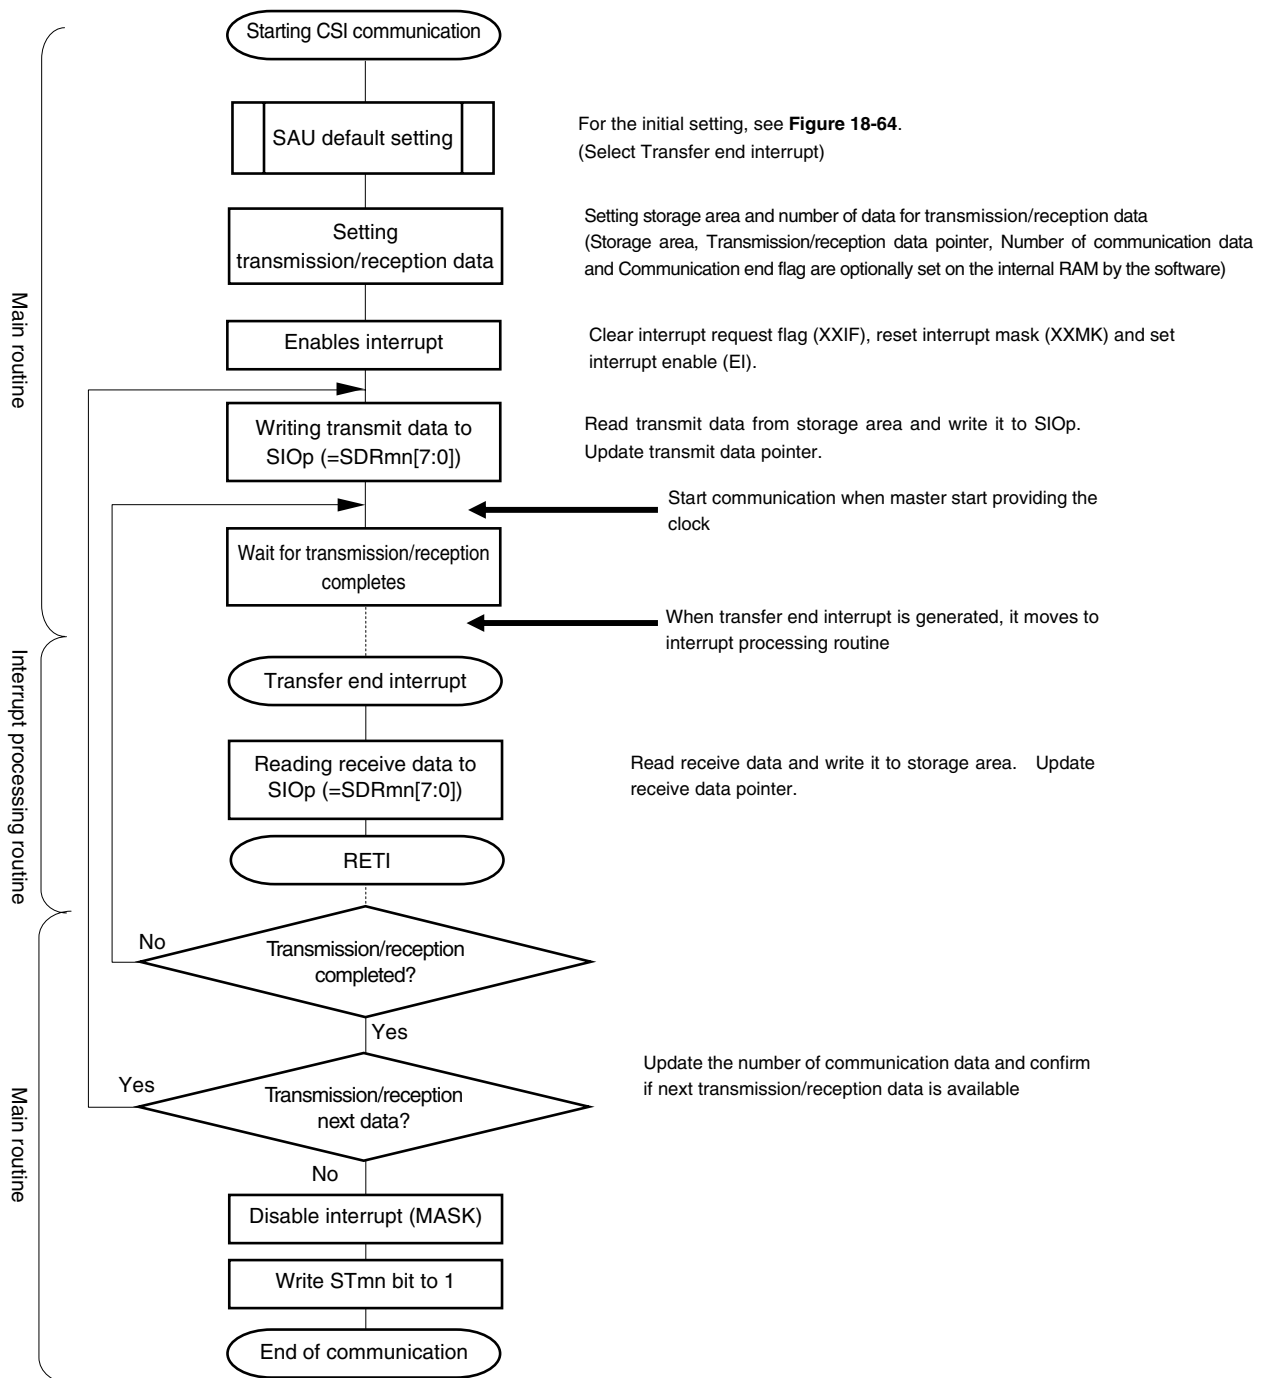 Starting CSI communication
SAU default setting
For the initial setting, see Figure 18-64.
(Select Transfer end interrupt)
Setting
transmission/reception data
Setting storage area and number of data for transmission/reception data
(Storage area, Transmission/reception data pointer, Number of communication data
and Communication end flag are optionally set on the internal RAM by the software)
Main routine
Enables interrupt
Clear interrupt request flag (XXIF), reset interrupt mask (XXMK) and set
interrupt enable (EI).
Writing transmit data to
SIOp (=SDRmn[7:0])
Read transmit data from storage area and write it to SIOp.
Update transmit data pointer.
Start communication when master start providing the
clock
Wait for transmission/reception
completes
When transfer end interrupt is generated, it moves to
interrupt processing routine
Interrupt processing routine
Transfer end interrupt
Reading receive data to
SIOp (=SDRmn[7:0])
Read receive data and write it to storage area. Update
receive data pointer.
RETI
No
Transmission/reception
completed?
Yes
Main routine
Yes
Transmission/reception
next data?
Update the number of communication data and confirm
if next transmission/reception data is available
No
Disable interrupt (MASK)
Write STmn bit to 1
End of communication